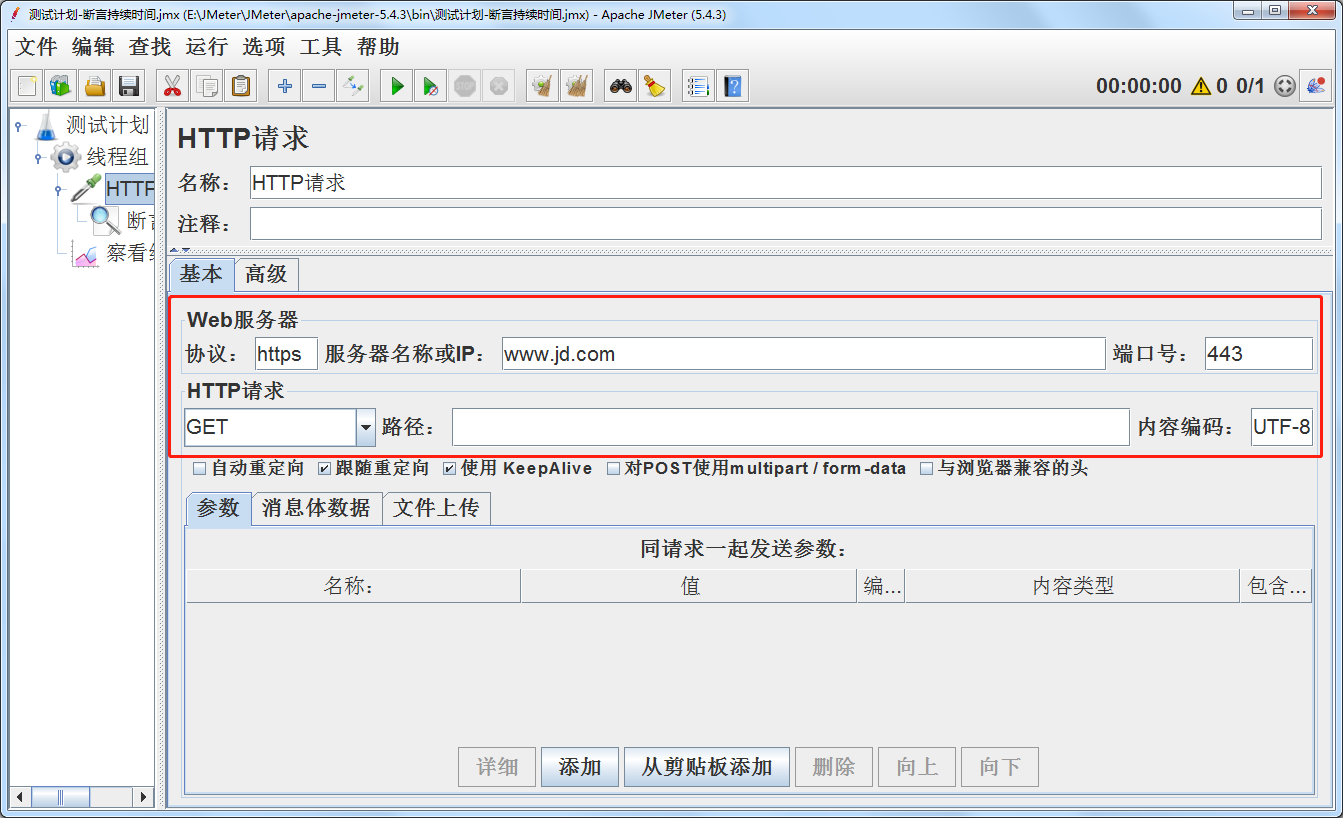 测试计划-断言持续时间.jmx (E:\JMeter\JMeter\apache-jmeter-5.4.3\bin\测试计划-断言持续时间.jmx) - Apache JMeter (5.4.3)
文件 编辑 查找 运行 选项 工具 帮助
00:00:00 0 0/1
测试计划
线程组
HTTP
断言
察看结
HTTP请求
名称： HTTP请求
注释：
基本 高级
Web服务器
协议： https 服务器名称或IP： www.jd.com 端口号： 443
HTTP请求
GET 路径： 内容编码： UTF-8
自动重定向 跟随重定向 使用 KeepAlive 对POST使用multipart / form-data 与浏览器兼容的头
参数 消息体数据 文件上传
同请求一起发送参数：
名称： 值 编... 内容类型 包含...
详细 添加 从剪贴板添加 删除 向上 向下